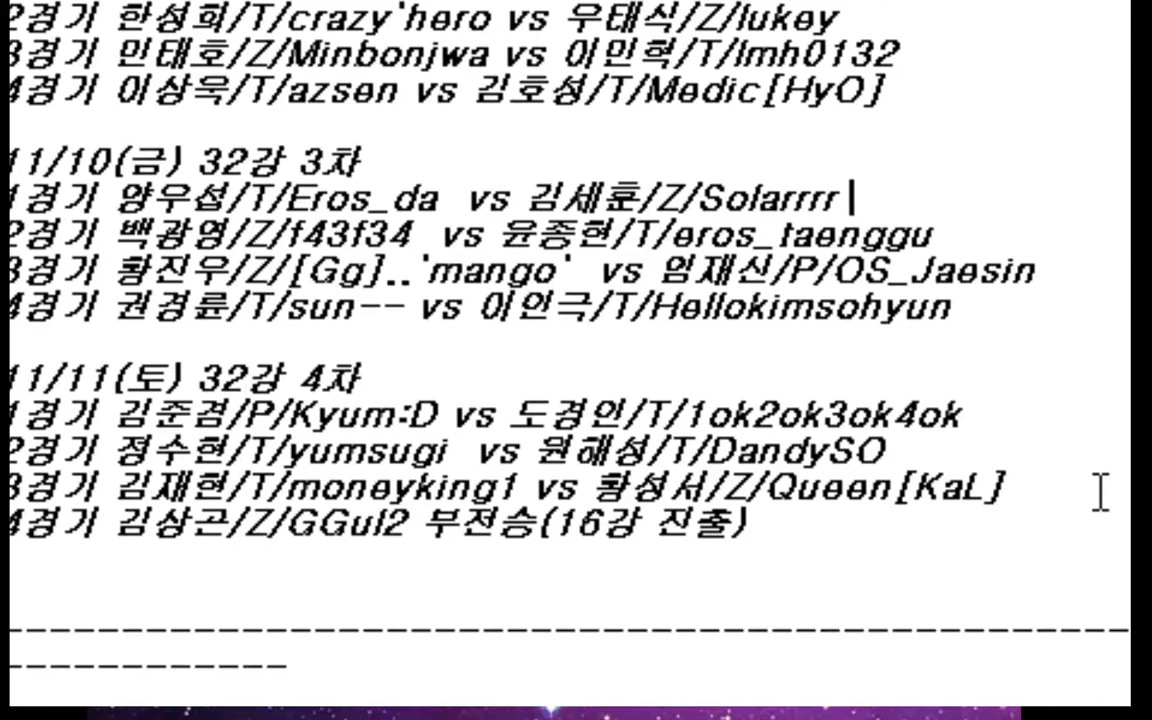 2경기 한성희/T/crazy'hero vs 우태식/Z/lukey
3경기 민태호/Z/Minbonjwa vs 이민혁/T/lmh0132
4경기 이상욱/T/azsen vs 김호성/T/Medic[HyO]
11/10(금) 32강 3차
1경기 양우섭/T/Eros_da vs 김세훈/Z/Solarrrr
2경기 백광영/Z/f43f34 vs 윤종현/T/eros_taenggu
3경기 황진우/Z/[Gg]..'mango' vs 임재신/P/OS_Jaesin
4경기 권경륜/T/sun-- vs 이인극/T/Hellokimsohyun
11/11(토) 32강 4차
1경기 김준겸/P/Kyum:D vs 도경인/T/1ok2ok3ok4ok
2경기 정수현/T/yumsugi vs 원해성/T/DandySO
3경기 김재현/T/moneyking1 vs 황성서/Z/Queen[KaL]
4경기 김상곤/Z/GGul2 부전승(16강 진출)